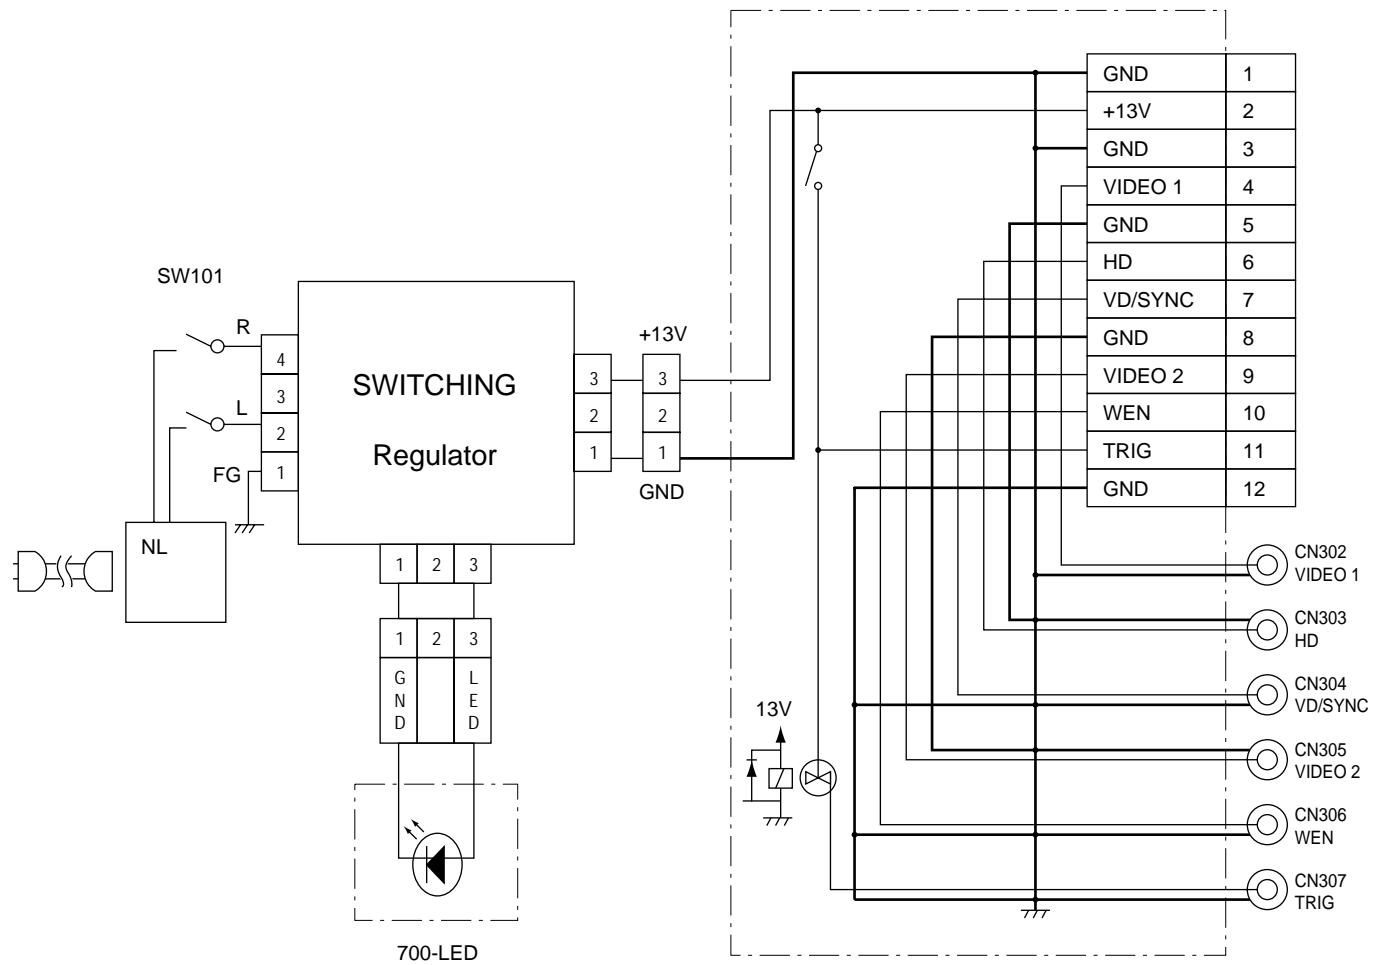 GND 1
+13V 2
GND 3
VIDEO 1 4
GND 5
HD 6
VD/SYNC 7
GND 8
VIDEO 2 9
WEN 10
TRIG 11
GND 12
SW101
R
4
3
L
2
FG
1
SWITCHING
Regulator
+13V
3 3
2 2
1 1
GND
NL
1 2 3
1 2 3
G
N
D
L
E
D
700-LED
13V
CN302
VIDEO 1
CN303
HD
CN304
VD/SYNC
CN305
VIDEO 2
CN306
WEN
CN307
TRIG